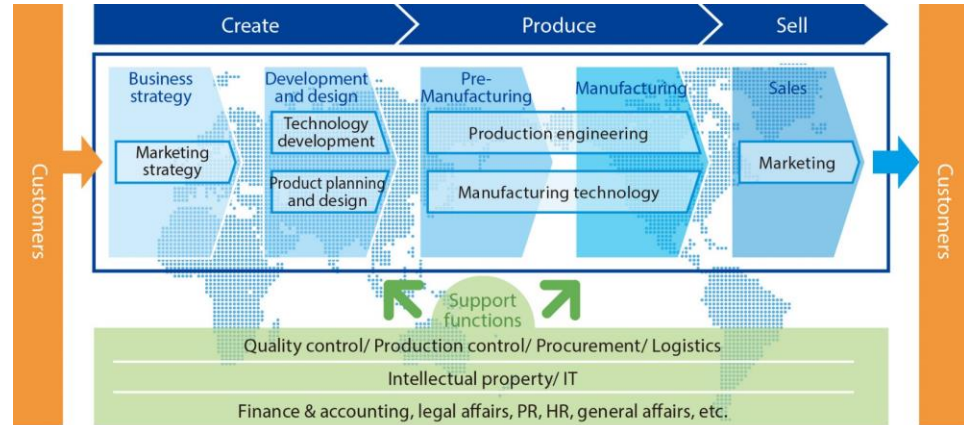 Create
Produce
Sell
Customers
Business
strategy
Marketing
strategy
Development
and design
Technology
development
Product planning
and design
Pre-
Manufacturing
Manufacturing
Production engineering
Manufacturing technology
Sales
Marketing
Customers
Support
functions
Quality control/ Production control/ Procurement/ Logistics
Intellectual property/ IT
Finance & accounting, legal affairs, PR, HR, general affairs, etc.